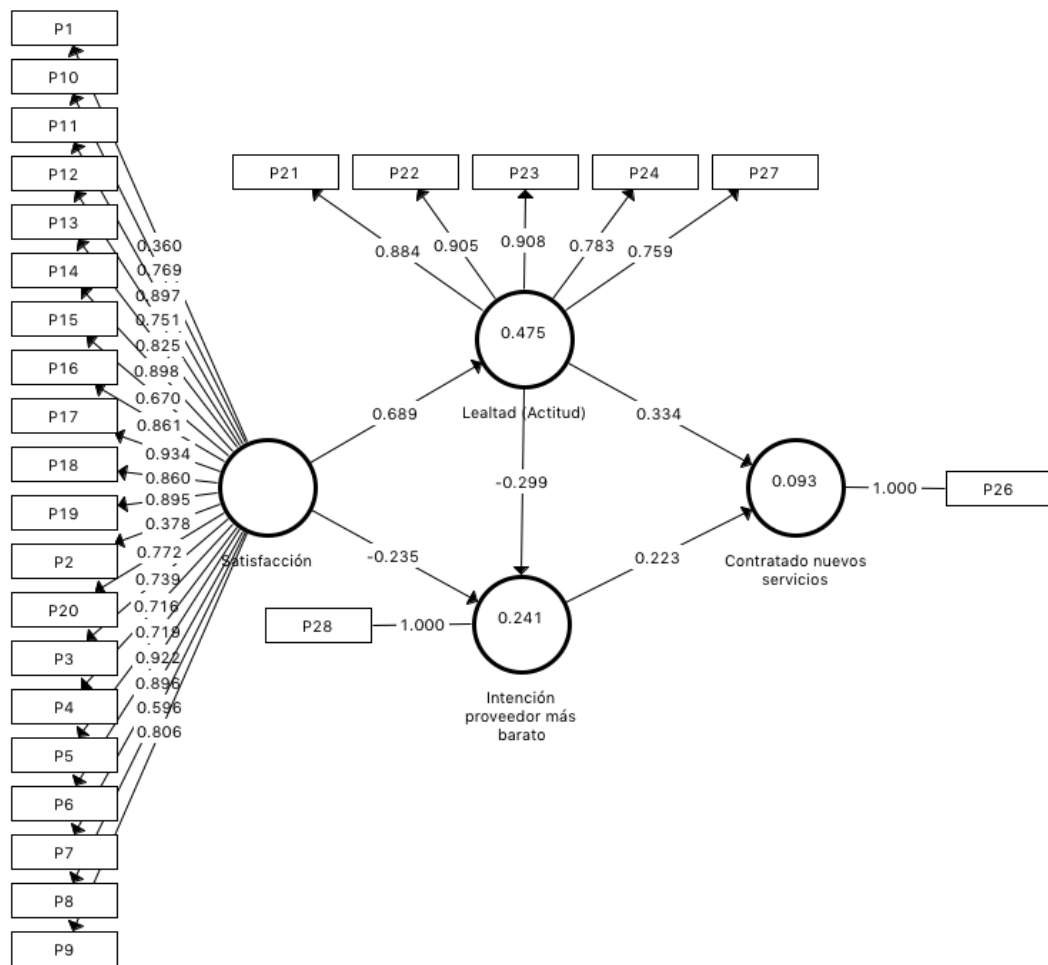 P1
P10
P11
P12
P13
P14
P15
P16
P17
P18
P19
P2
P20
P3
P4
P5
P6
P7
P8
P9
0.360
0.769
0.897
0.751
0.825
0.898
0.670
0.861
0.934
0.860
0.895
0.378
0.772
0.739
0.716
0.719
0.922
0.896
0.596
0.806
Satisfacción
P21
P22
P23
P24
P27
0.884
0.905
0.908
0.783
0.759
0.475
Lealtad (Actitud)
0.689
0.334
-0.299
-0.235
0.223
P28
1.000
0.241
Intención
proveedor más
barato
0.093
1.000
P26
Contratado nuevos
servicios